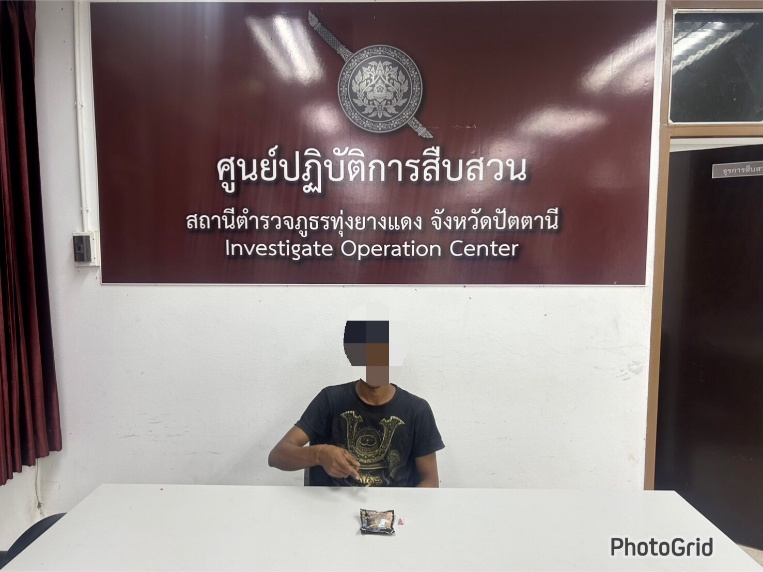 ศูนย์ปฏิบัติการสืบสวน
สถานีตำรวจภูธรทุ่งยางแดง จังหวัดปัตตานี
Investigate Operation Center
PhotoGrid